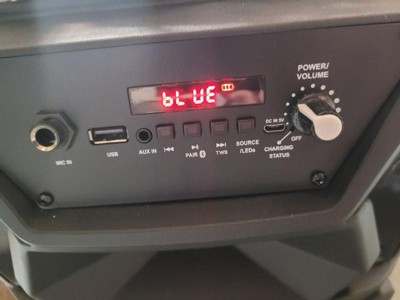 bLUE
POWER/
VOLUME
MIC IN
USB
AUX IN
PAIR
TWS
SOURCE
/LEDs
DC IN 5V
OFF
CHARGING
STATUS